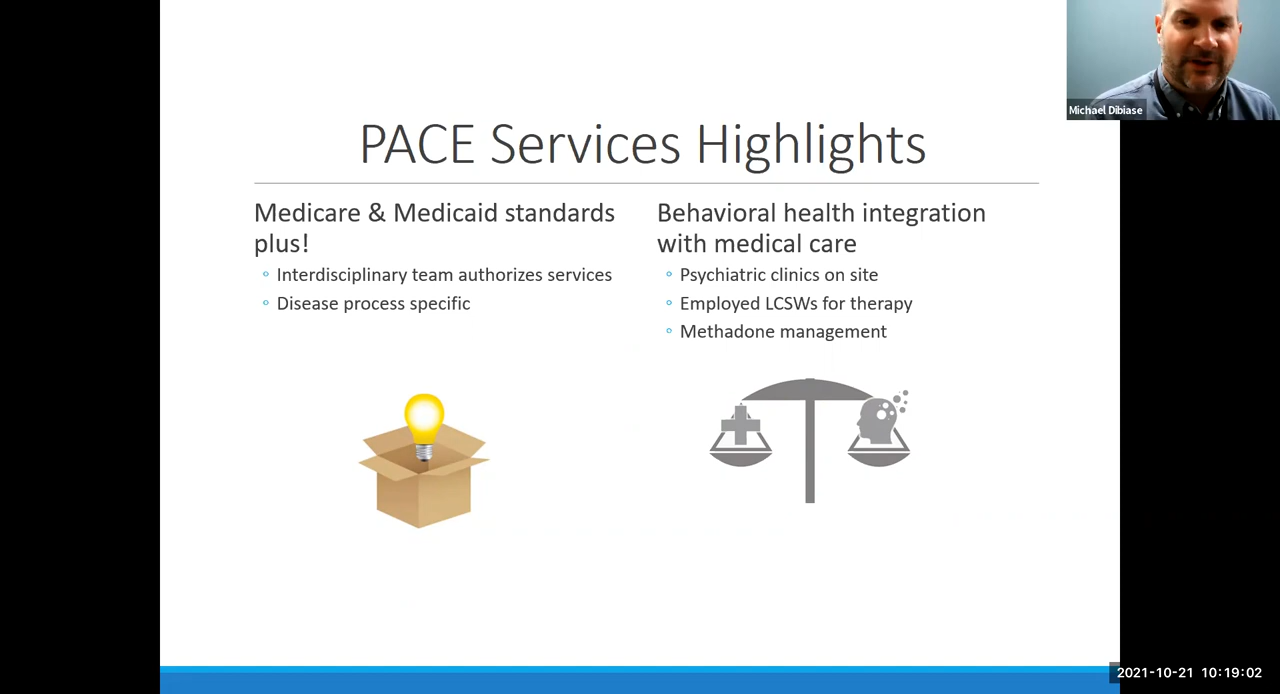 Michael Dibiase
PACE Services Highlights
Medicare & Medicaid standards
plus!
Interdisciplinary team authorizes services
Disease process specific
Behavioral health integration
with medical care
Psychiatric clinics on site
Employed LCSWs for therapy
Methadone management
2021-10-21 10:19:02